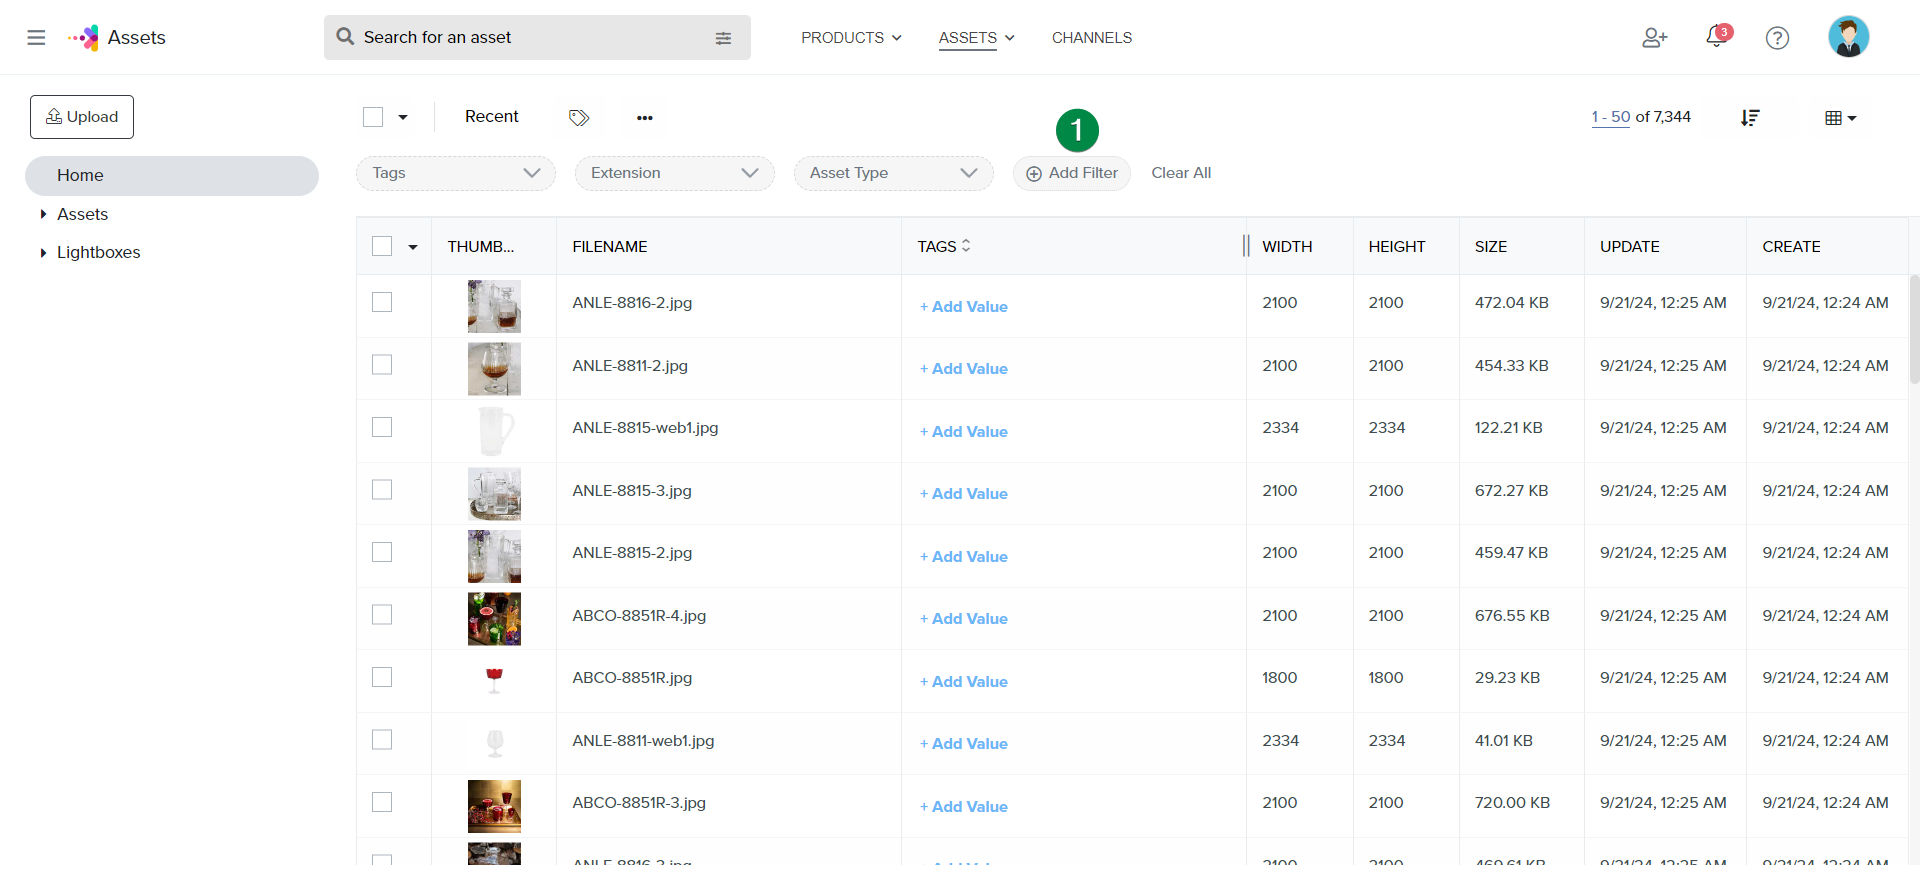 Assets
Search for an asset
PRODUCTS
ASSETS
CHANNELS
3
Upload
Recent
•••
1
1 - 50 of 7,344
Home
Assets
Lightboxes
Tags
Extension
Asset Type
Add Filter
Clear All
THUMB... FILENAME TAGS WIDTH HEIGHT SIZE UPDATE CREATE
ANLE-8816-2.jpg + Add Value 2100 2100 472.04 KB 9/21/24, 12:25 AM 9/21/24, 12:24 AM
ANLE-8811-2.jpg + Add Value 2100 2100 454.33 KB 9/21/24, 12:25 AM 9/21/24, 12:24 AM
ANLE-8815-web1.jpg + Add Value 2334 2334 122.21 KB 9/21/24, 12:25 AM 9/21/24, 12:24 AM
ANLE-8815-3.jpg + Add Value 2100 2100 672.27 KB 9/21/24, 12:25 AM 9/21/24, 12:24 AM
ANLE-8815-2.jpg + Add Value 2100 2100 459.47 KB 9/21/24, 12:25 AM 9/21/24, 12:24 AM
ABCO-8851R-4.jpg + Add Value 2100 2100 676.55 KB 9/21/24, 12:25 AM 9/21/24, 12:24 AM
ABCO-8851R.jpg + Add Value 1800 1800 29.23 KB 9/21/24, 12:25 AM 9/21/24, 12:24 AM
ANLE-8811-web1.jpg + Add Value 2334 2334 41.01 KB 9/21/24, 12:25 AM 9/21/24, 12:24 AM
ABCO-8851R-3.jpg + Add Value 2100 2100 720.00 KB 9/21/24, 12:25 AM 9/21/24, 12:24 AM